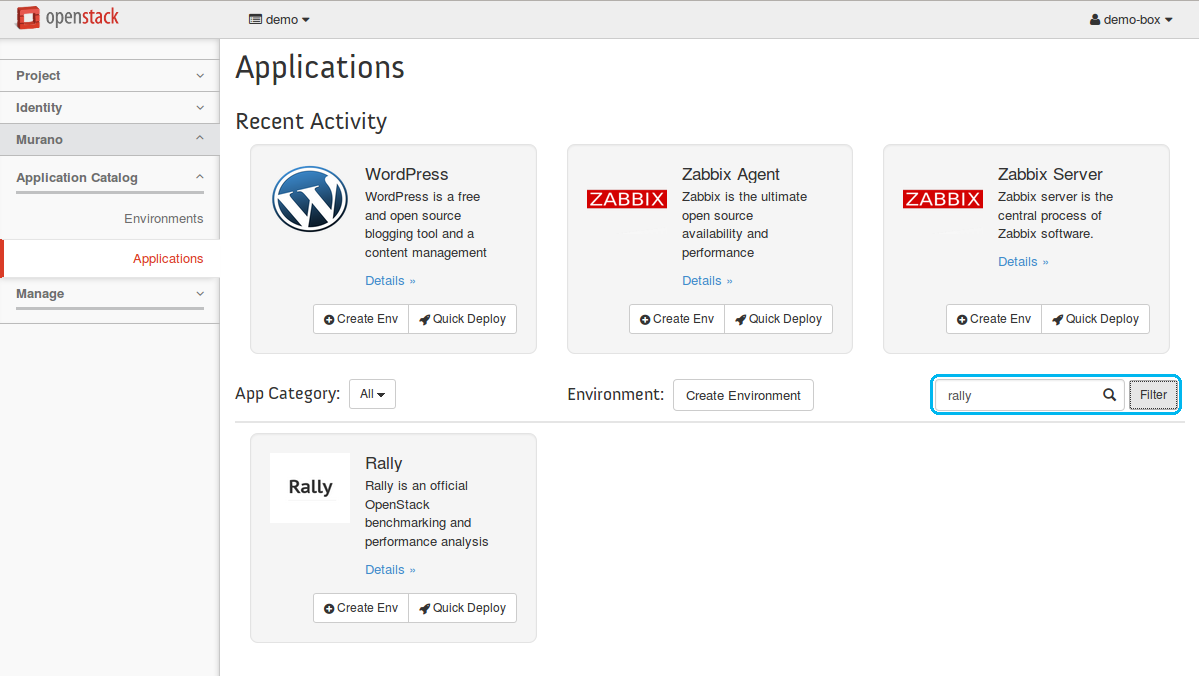 openstack
demo
demo-box
Project
Identity
Murano
Application Catalog
Environments
Applications
Manage
Applications
Recent Activity
WordPress
WordPress is a free
and open source
blogging tool and a
content management
Details »
Create Env
Quick Deploy
ZABBIX
Zabbix Agent
Zabbix is the ultimate
open source
availability and
performance
Details »
Create Env
Quick Deploy
ZABBIX
Zabbix Server
Zabbix server is the
central process of
Zabbix software.
Details »
Create Env
Quick Deploy
App Category: All
Environment: Create Environment
rally
Filter
Rally
Rally
Rally is an official
OpenStack
benchmarking and
performance analysis
Details »
Create Env
Quick Deploy